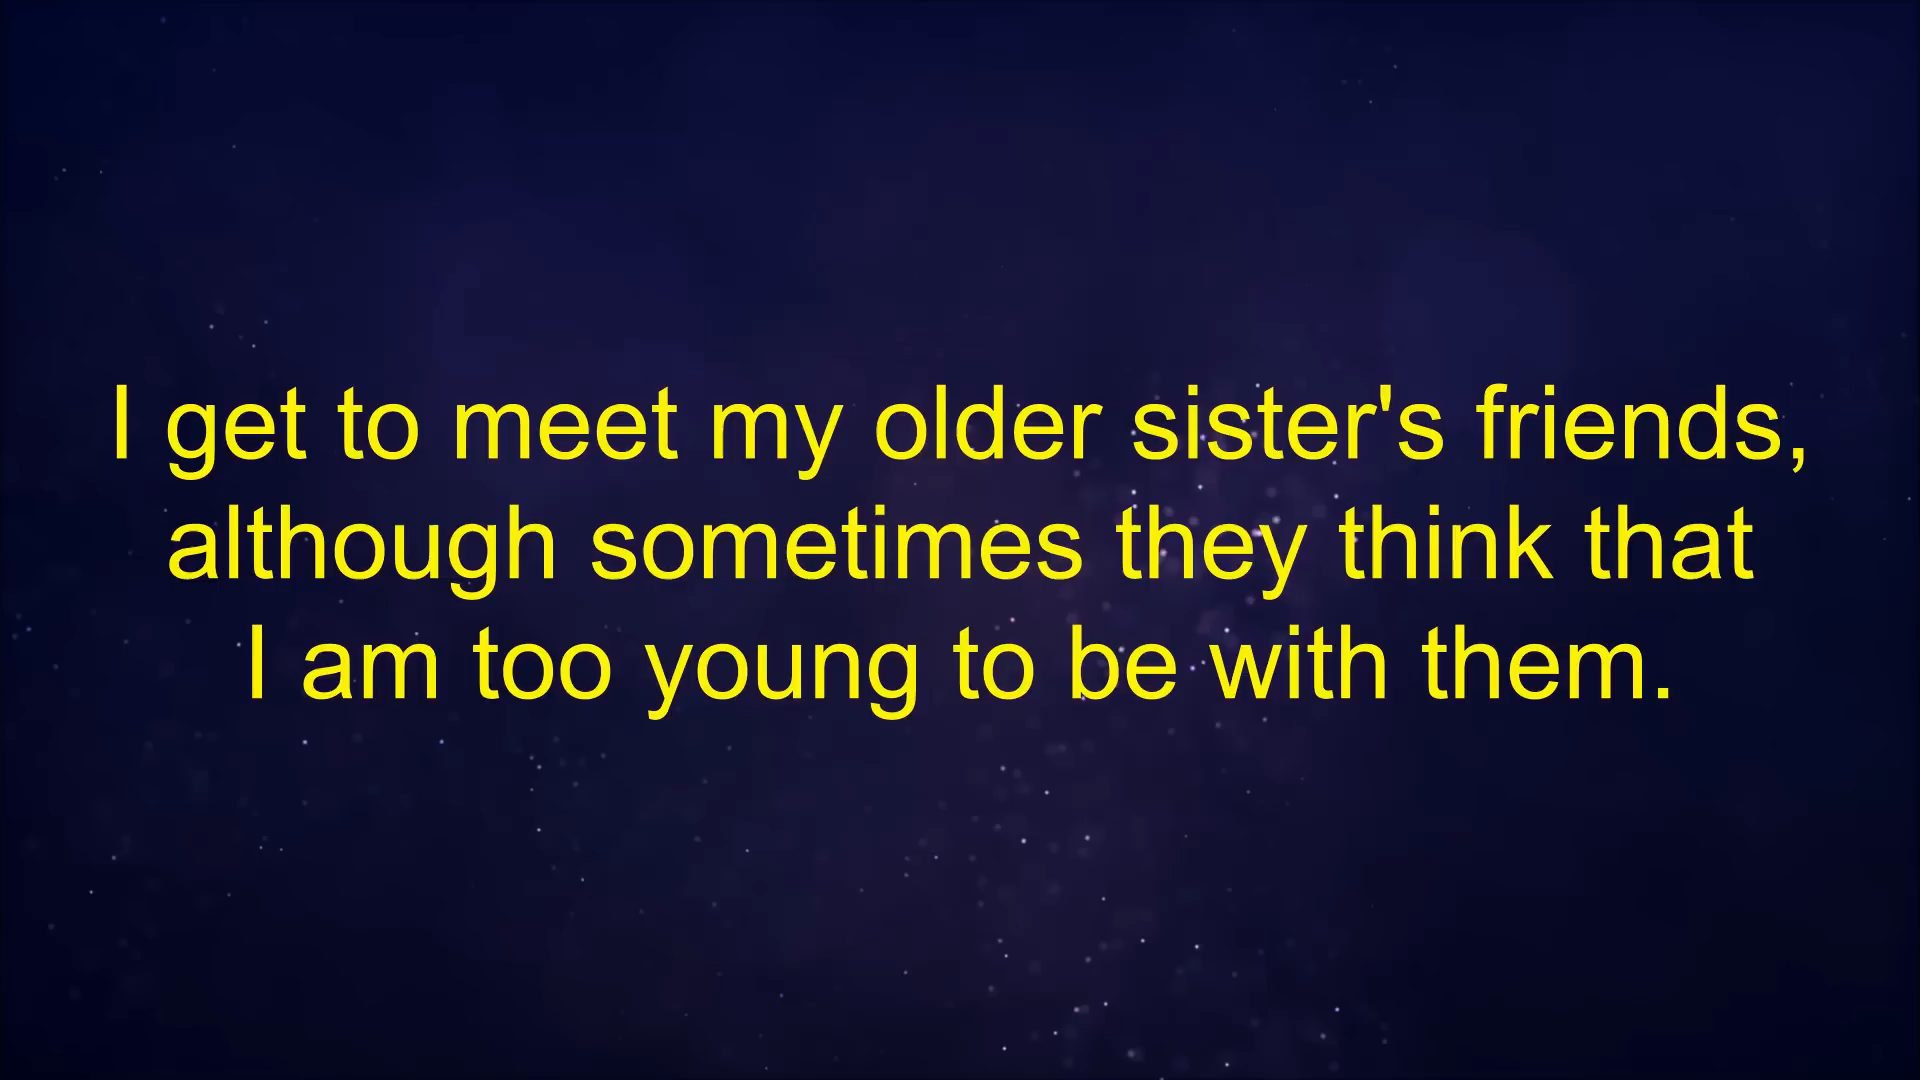 I get to meet my older sister's friends,
although sometimes they think that
I am too young to be with them.